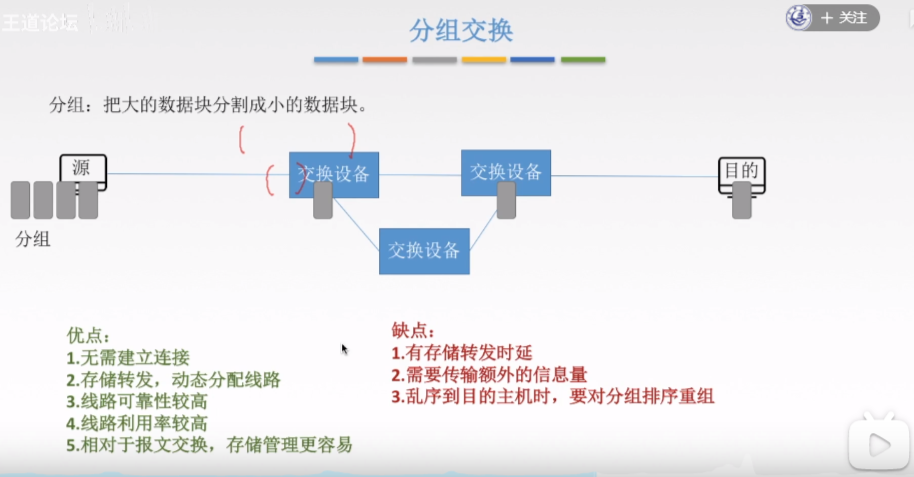 王道论坛
+ 关注
分组交换
分组：把大的数据块分割成小的数据块。
源
交换设备
交换设备
目的
分组
交换设备
优点：
1.无需建立连接
2.存储转发，动态分配线路
3.线路可靠性较高
4.线路利用率较高
5.相对于报文交换，存储管理更容易
缺点：
1.有存储转发时延
2.需要传输额外的信息量
3.乱序到目的主机时，要对分组排序重组